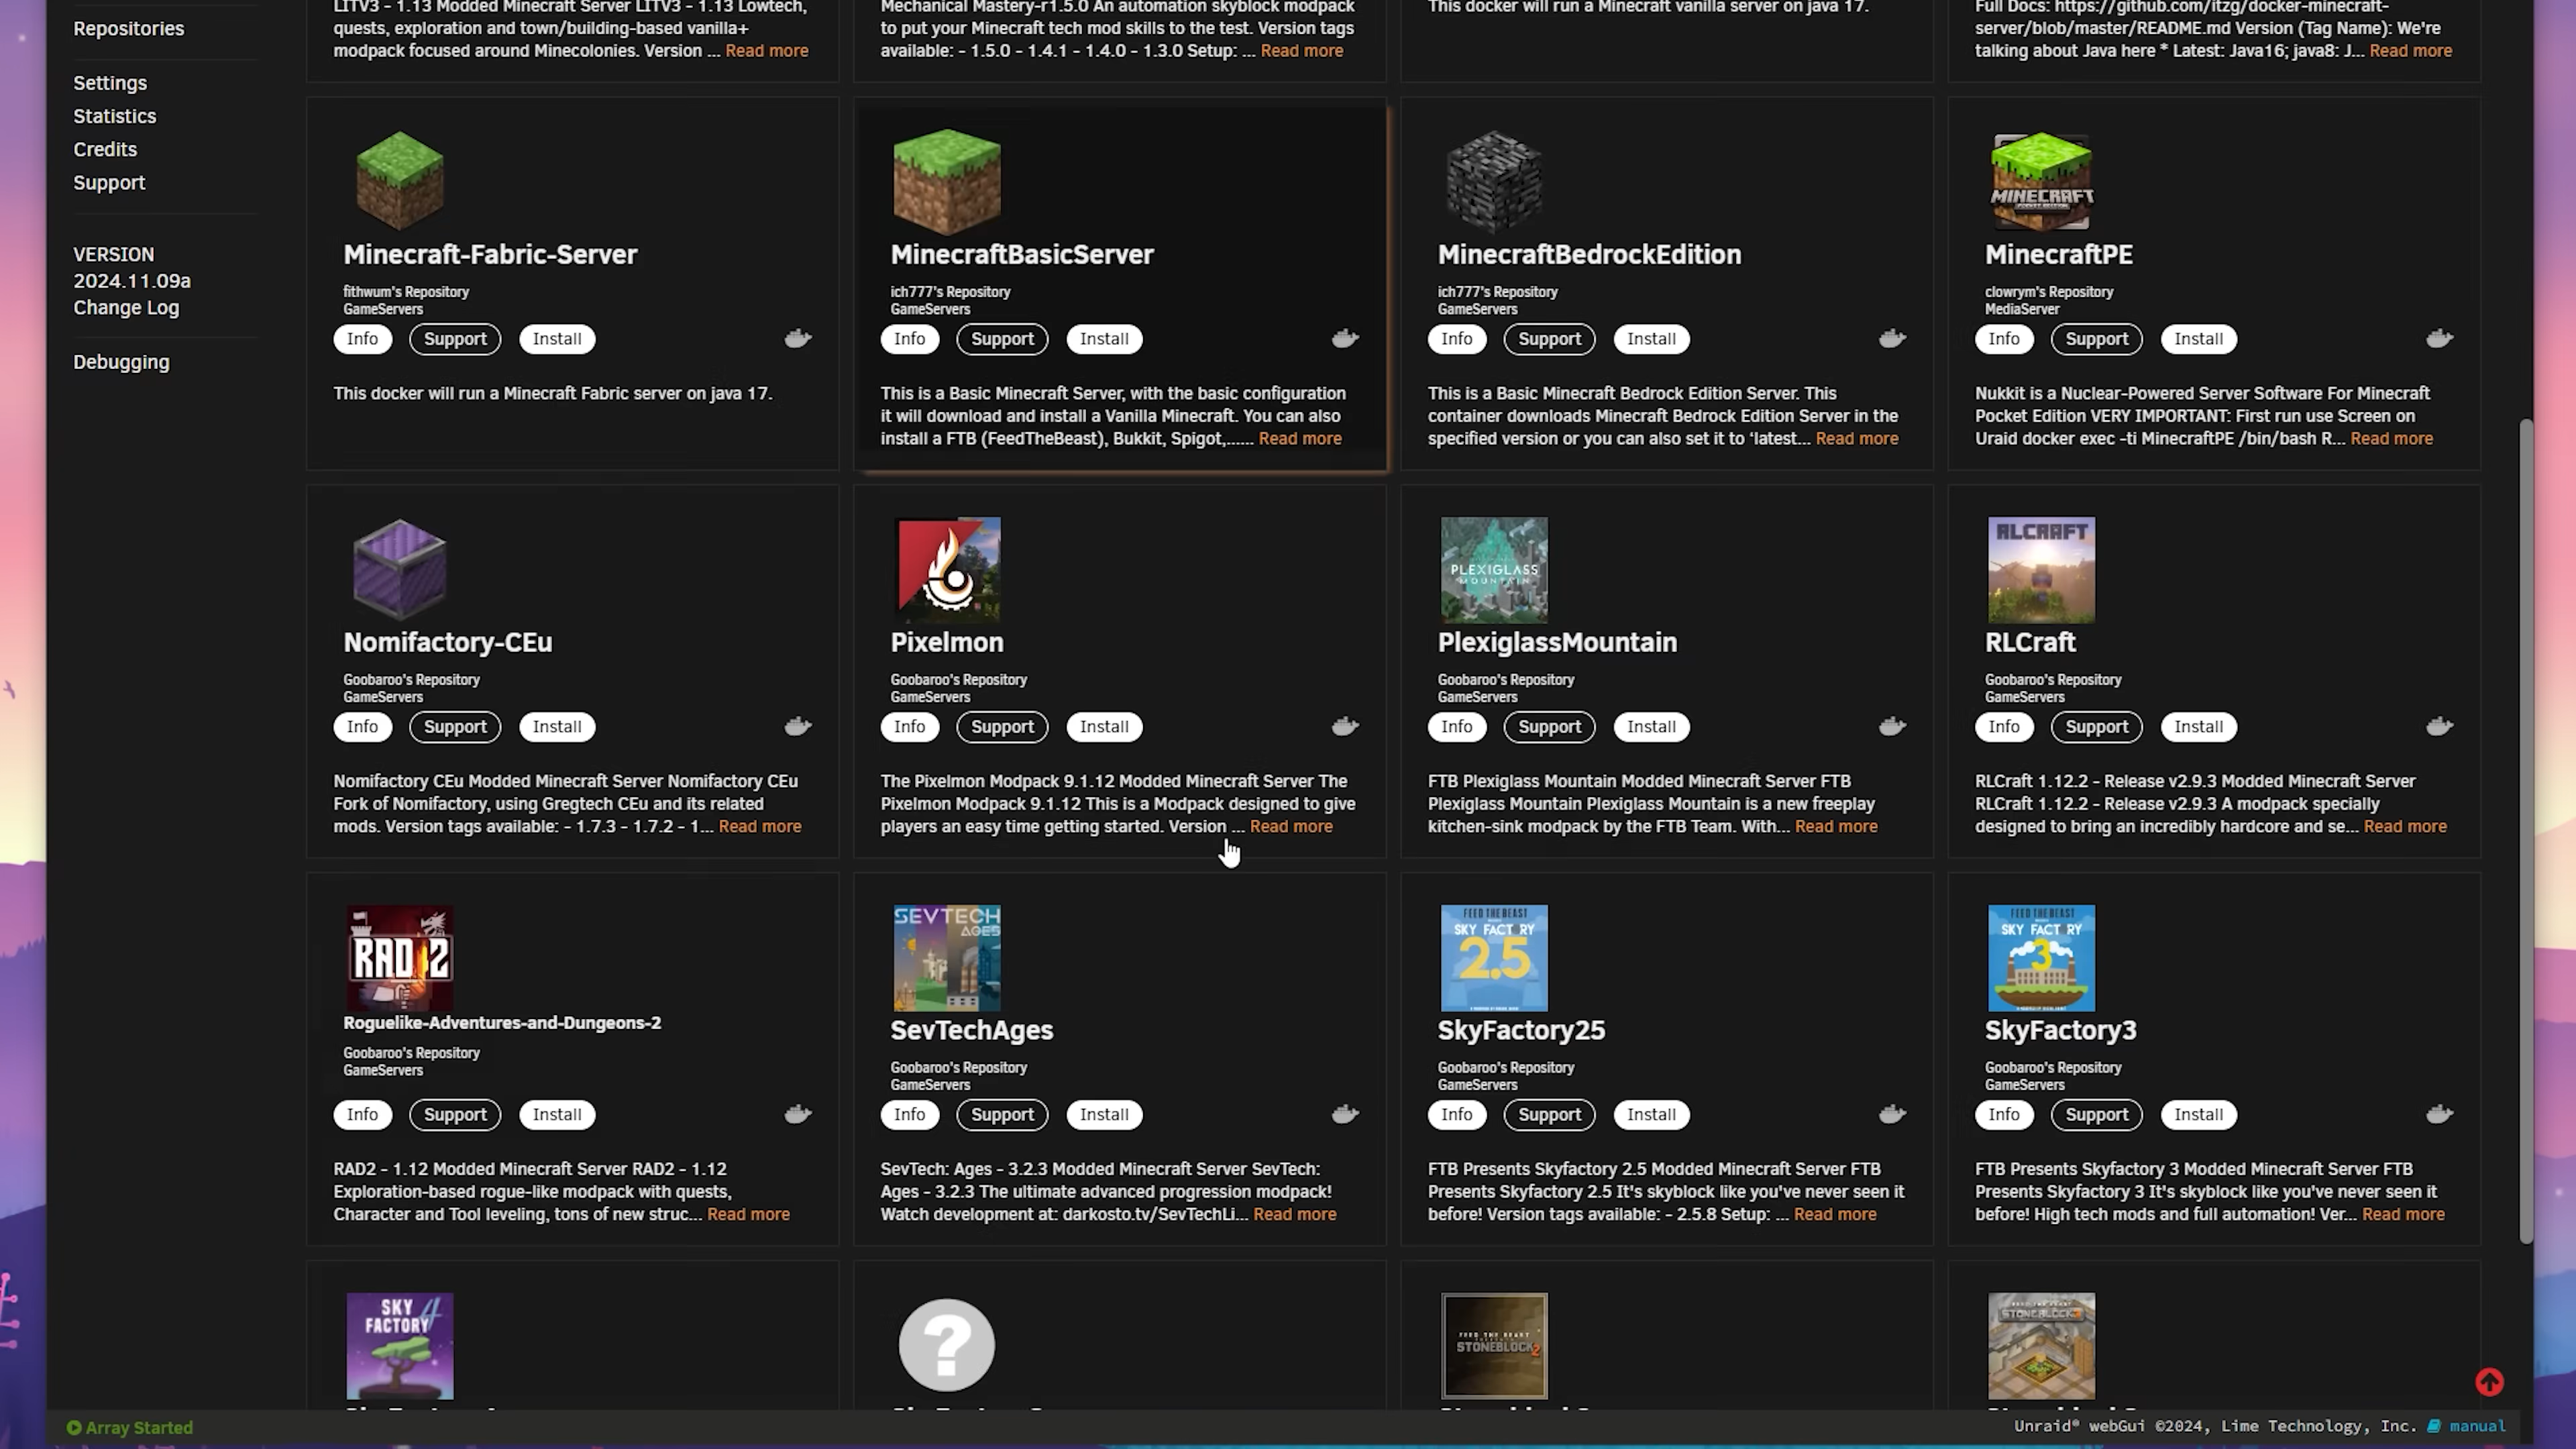 Repositories
Settings
Statistics
Credits
Support
VERSION
2024.11.09a
Change Log
Debugging
LITV3 - 1.13 Modded Minecraft Server LITV3 - 1.13 Lowtech,
quests, exploration and town/building-based vanilla+
modpack focused around Minecolonies. Version ... Read more
Mechanical Mastery-r1.5.0 An automation skyblock modpack
to put your Minecraft tech mod skills to the test. Version tags
available: - 1.5.0 - 1.4.1 - 1.4.0 - 1.3.0 Setup: ... Read more
This docker will run a Minecraft vanilla server on java 17.
Full Docs: https://github.com/itzg/docker-minecraft-
server/blob/master/README.md Version (Tag Name): We're
talking about Java here * Latest: Java16; java8: J... Read more
Minecraft-Fabric-Server
fithwum's Repository
GameServers
Info Support Install
This docker will run a Minecraft Fabric server on java 17.
MinecraftBasicServer
ich777's Repository
GameServers
Info Support Install
This is a Basic Minecraft Server, with the basic configuration
it will download and install a Vanilla Minecraft. You can also
install a FTB (FeedTheBeast), Bukkit, Spigot,...... Read more
MinecraftBedrockEdition
ich777's Repository
GameServers
Info Support Install
This is a Basic Minecraft Bedrock Edition Server. This
container downloads Minecraft Bedrock Edition Server in the
specified version or you can also set it to 'latest... Read more
MINECRAFT
MinecraftPE
clowrym's Repository
MediaServer
Info Support Install
Nukkit is a Nuclear-Powered Server Software For Minecraft
Pocket Edition VERY IMPORTANT: First run use Screen on
Uraid docker exec -ti MinecraftPE /bin/bash R... Read more
Nomifactory-CEu
Goobaroo's Repository
GameServers
Info Support Install
Nomifactory CEu Modded Minecraft Server Nomifactory CEu
Fork of Nomifactory, using Gregtech CEu and its related
mods. Version tags available: - 1.7.3 - 1.7.2 - 1... Read more
Pixelmon
Goobaroo's Repository
GameServers
Info Support Install
The Pixelmon Modpack 9.1.12 Modded Minecraft Server The
Pixelmon Modpack 9.1.12 This is a Modpack designed to give
players an easy time getting started. Version ... Read more
PLEXIGLASS
MOUNTAIN
PlexiglassMountain
Goobaroo's Repository
GameServers
Info Support Install
FTB Plexiglass Mountain Modded Minecraft Server FTB
Plexiglass Mountain Plexiglass Mountain is a new freeplay
kitchen-sink modpack by the FTB Team. With... Read more
RLCRAFT
RLCraft
Goobaroo's Repository
GameServers
Info Support Install
RLCraft 1.12.2 - Release v2.9.3 Modded Minecraft Server
RLCraft 1.12.2 - Release v2.9.3 A modpack specially
designed to bring an incredibly hardcore and se... Read more
RAD 2
Roguelike-Adventures-and-Dungeons-2
Goobaroo's Repository
GameServers
Info Support Install
RAD2 - 1.12 Modded Minecraft Server RAD2 - 1.12
Exploration-based rogue-like modpack with quests,
Character and Tool leveling, tons of new struc... Read more
SEVTECH
AGES
SevTechAges
Goobaroo's Repository
GameServers
Info Support Install
SevTech: Ages - 3.2.3 Modded Minecraft Server SevTech:
Ages - 3.2.3 The ultimate advanced progression modpack!
Watch development at: darkosto.tv/SevTechLi... Read more
FEED THE BEAST
SKY FACTORY
2.5
SkyFactory25
Goobaroo's Repository
GameServers
Info Support Install
FTB Presents Skyfactory 2.5 Modded Minecraft Server FTB
Presents Skyfactory 2.5 It's skyblock like you've never seen it
before! Version tags available: - 2.5.8 Setup: ... Read more
FEED THE BEAST
SKY FACTORY
3
SkyFactory3
Goobaroo's Repository
GameServers
Info Support Install
FTB Presents Skyfactory 3 Modded Minecraft Server FTB
Presents Skyfactory 3 It's skyblock like you've never seen it
before! High tech mods and full automation! Ver... Read more
SKY
FACTORY 4
?
FEED THE BEAST
STONEBLOCK 2
STONEBLOCK
Array Started
Unraid® webGui ©2024, Lime Technology, Inc. manual